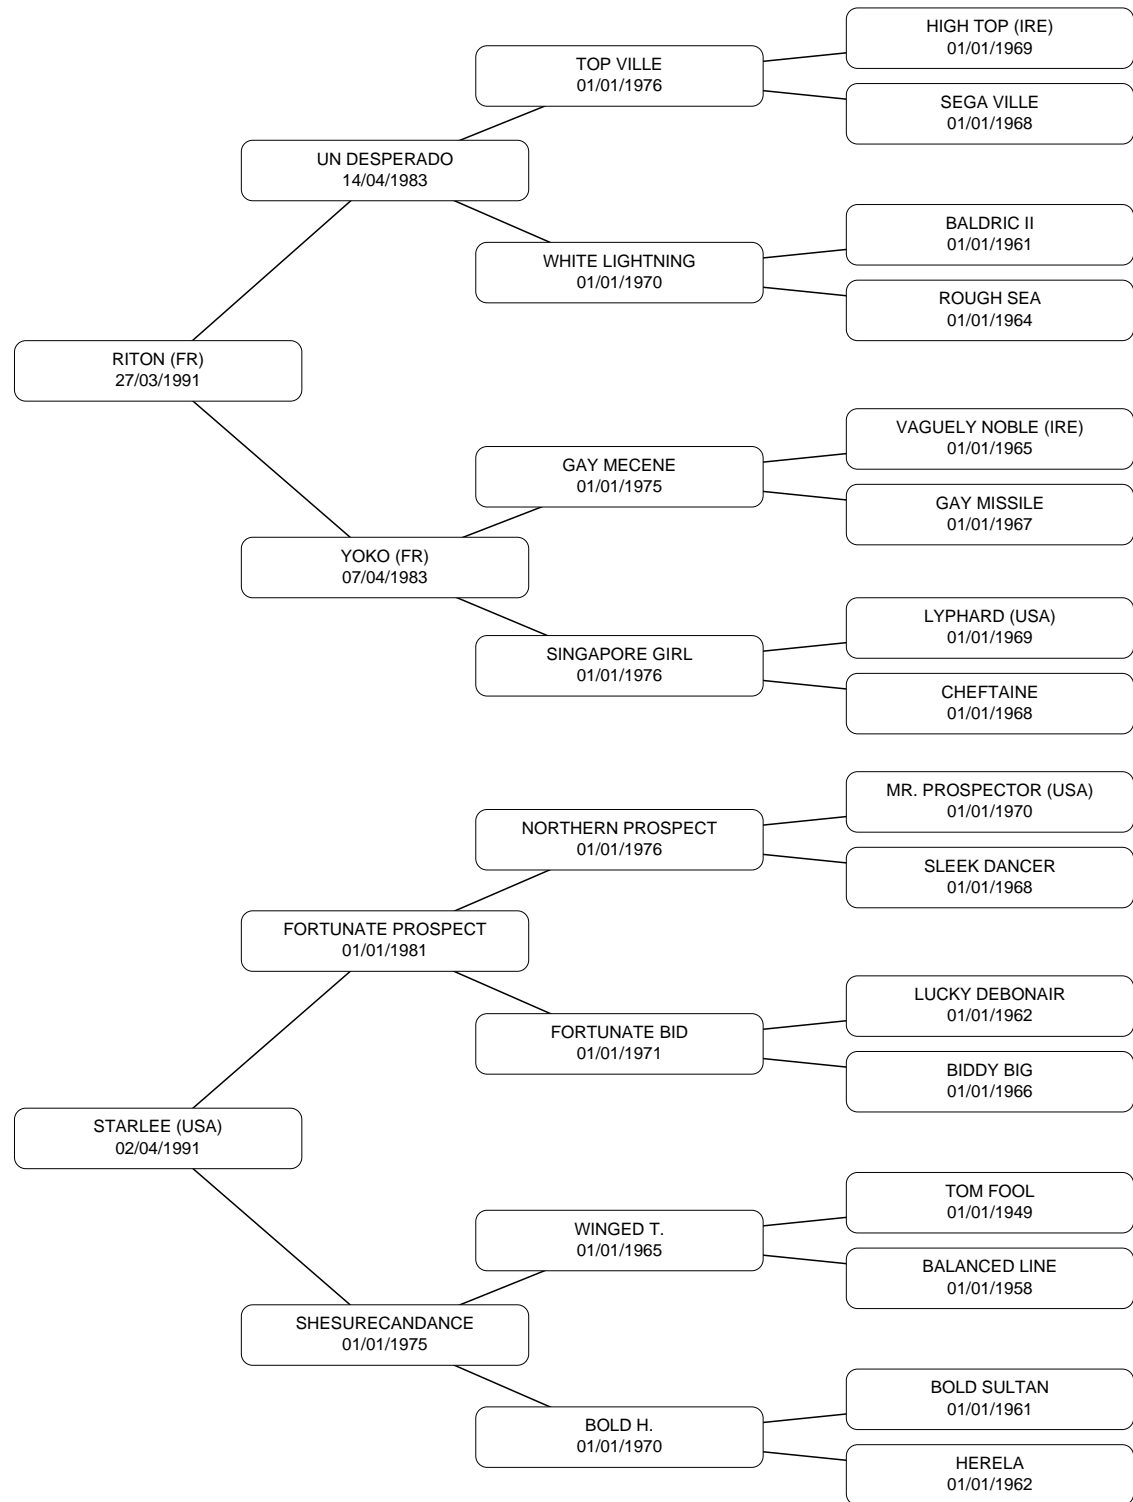 HIGH TOP (IRE)
01/01/1969
TOP VILLE
01/01/1976
SEGA VILLE
01/01/1968
UN DESPERADO
14/04/1983
BALDRIC II
01/01/1961
WHITE LIGHTNING
01/01/1970
ROUGH SEA
01/01/1964
RITON (FR)
27/03/1991
VAGUELY NOBLE (IRE)
01/01/1965
GAY MECENE
01/01/1975
GAY MISSILE
01/01/1967
YOKO (FR)
07/04/1983
LYPHARD (USA)
01/01/1969
SINGAPORE GIRL
01/01/1976
CHEFTAINE
01/01/1968
MR. PROSPECTOR (USA)
01/01/1970
NORTHERN PROSPECT
01/01/1976
SLEEK DANCER
01/01/1968
FORTUNATE PROSPECT
01/01/1981
LUCKY DEBONAIR
01/01/1962
FORTUNATE BID
01/01/1971
BIDDY BIG
01/01/1966
STARLEE (USA)
02/04/1991
TOM FOOL
01/01/1949
WINGED T.
01/01/1965
BALANCED LINE
01/01/1958
SHESURECANDANCE
01/01/1975
BOLD SULTAN
01/01/1961
BOLD H.
01/01/1970
HERELA
01/01/1962